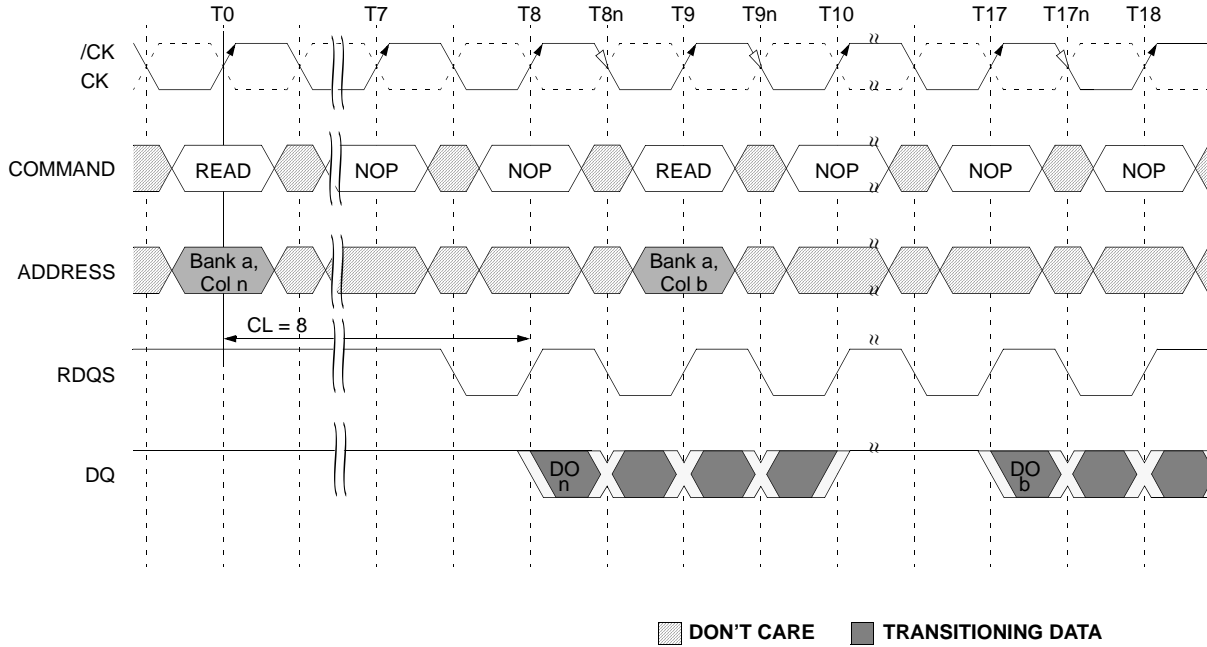 T0 T7 T8 T8n T9 T9n T10 T17 T17n T18
/CK
CK
COMMAND READ NOP NOP READ NOP NOP NOP
ADDRESS Bank a, Col n Bank a, Col b
CL = 8
RDQS
DQ DO n DO b
DON'T CARE TRANSITIONING DATA